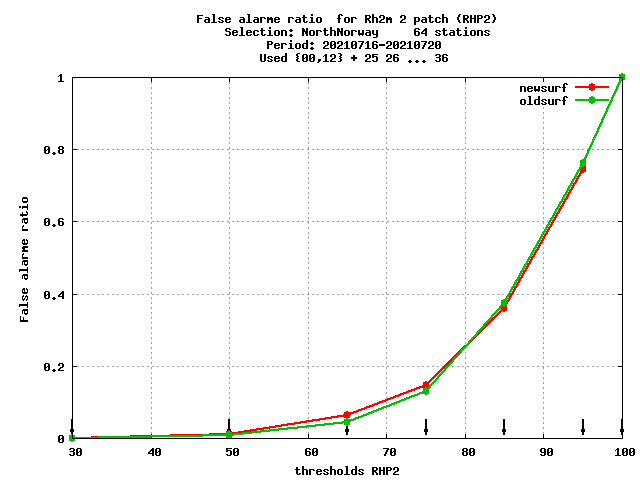 False alarme ratio  for Rh2m 2 patch (RHP2)
Selection: NorthNorway     64 stations
Period: 20210716-20210720
Used {00,12} + 25 26 ... 36
newsurf
oldsurf
1
0.8
0.6
0.4
0.2
0
False alarme ratio
30 40 50 60 70 80 90 100
thresholds RHP2